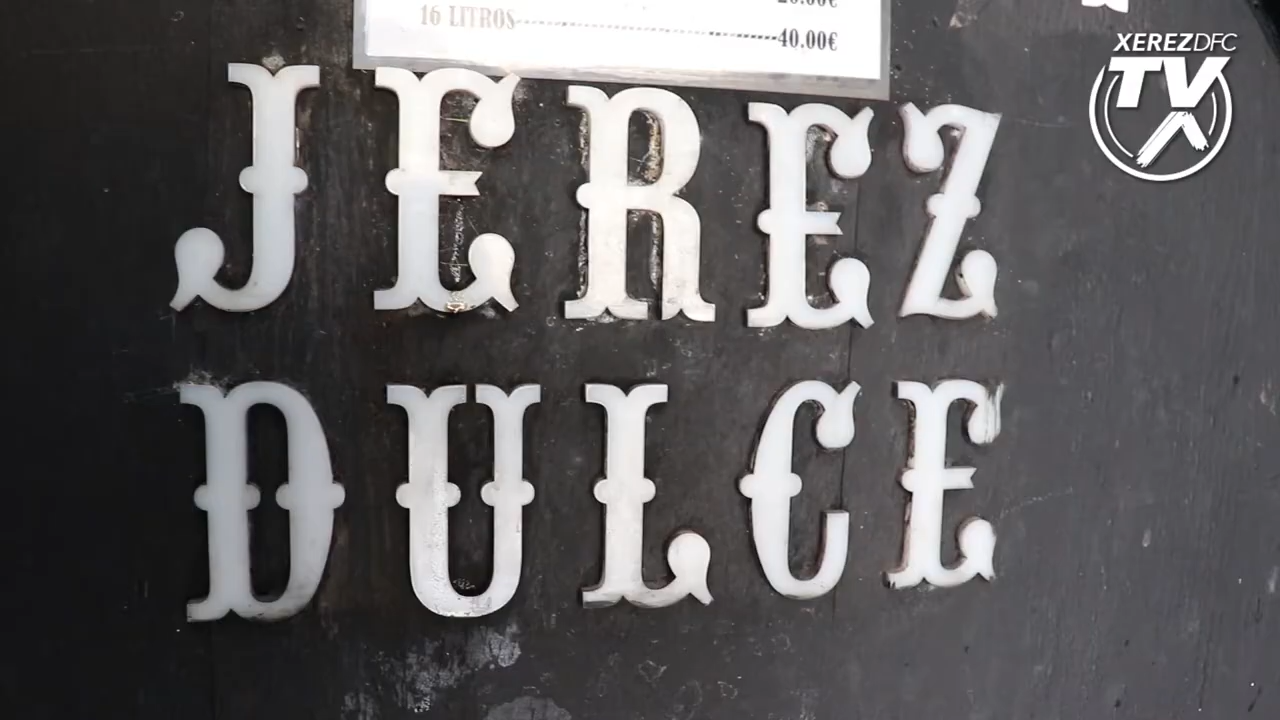 16 LITROS 40.00€
XEREZDFC
TV
X
JEREZ
DULCE